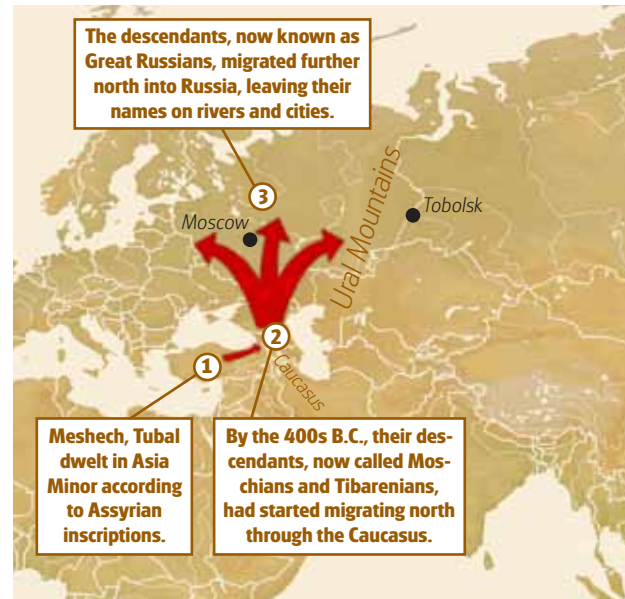 The descendants, now known as
Great Russians, migrated further
north into Russia, leaving their
names on rivers and cities.
3
Moscow
Tobolsk
Ural Mountains
2
1
Caucasus
Meshech, Tubal
dwelt in Asia
Minor according
to Assyrian
inscriptions.
By the 400s B.C., their des-
cendants, now called Mos-
chians and Tibarenians,
had started migrating north
through the Caucasus.